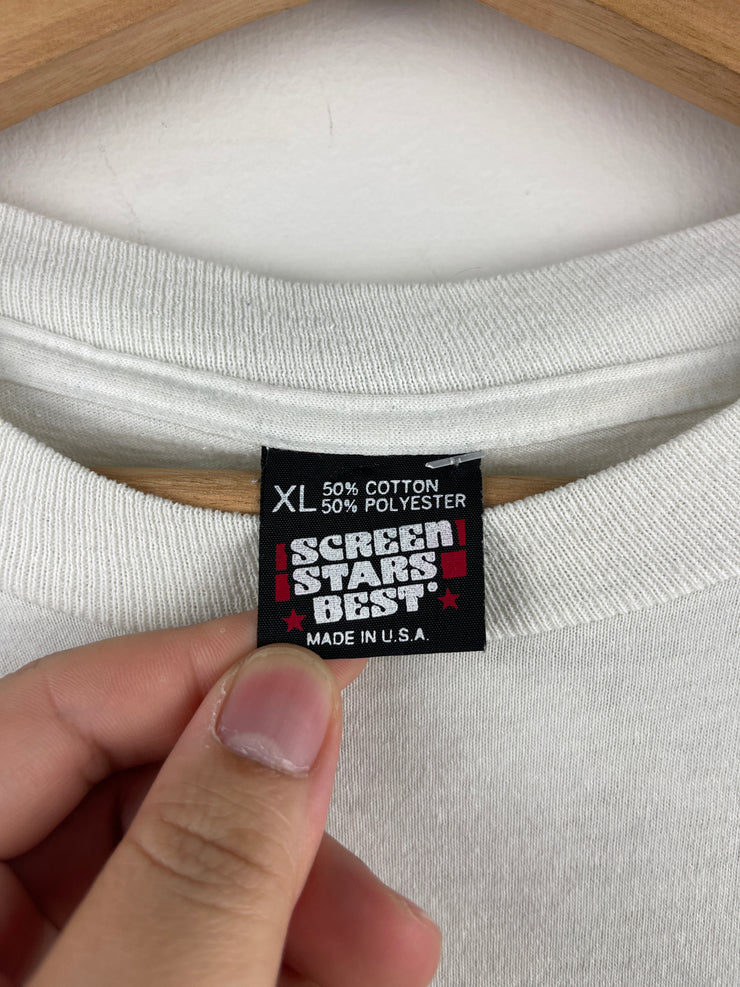 XL 50% COTTON
50% POLYESTER
SCREEN
STARS
BEST®
MADE IN U.S.A.